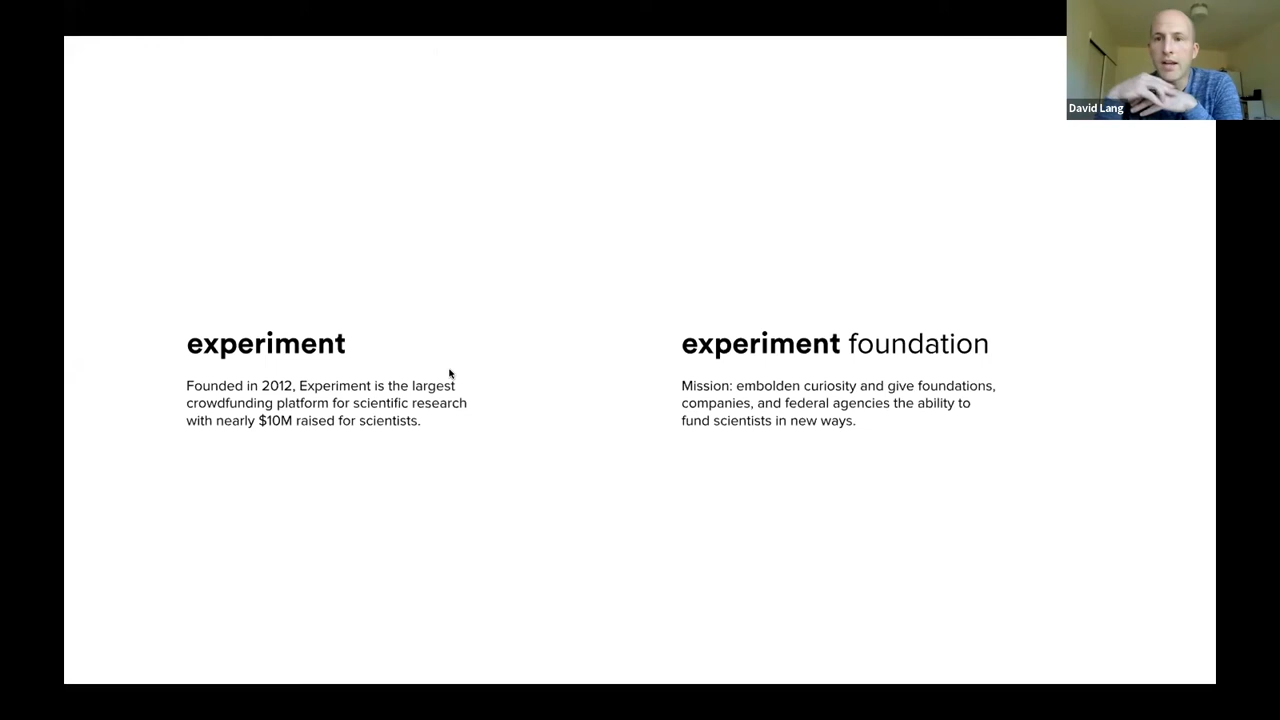 David Lang
experiment
Founded in 2012, Experiment is the largest
crowdfunding platform for scientific research
with nearly $10M raised for scientists.
experiment foundation
Mission: embolden curiosity and give foundations,
companies, and federal agencies the ability to
fund scientists in new ways.